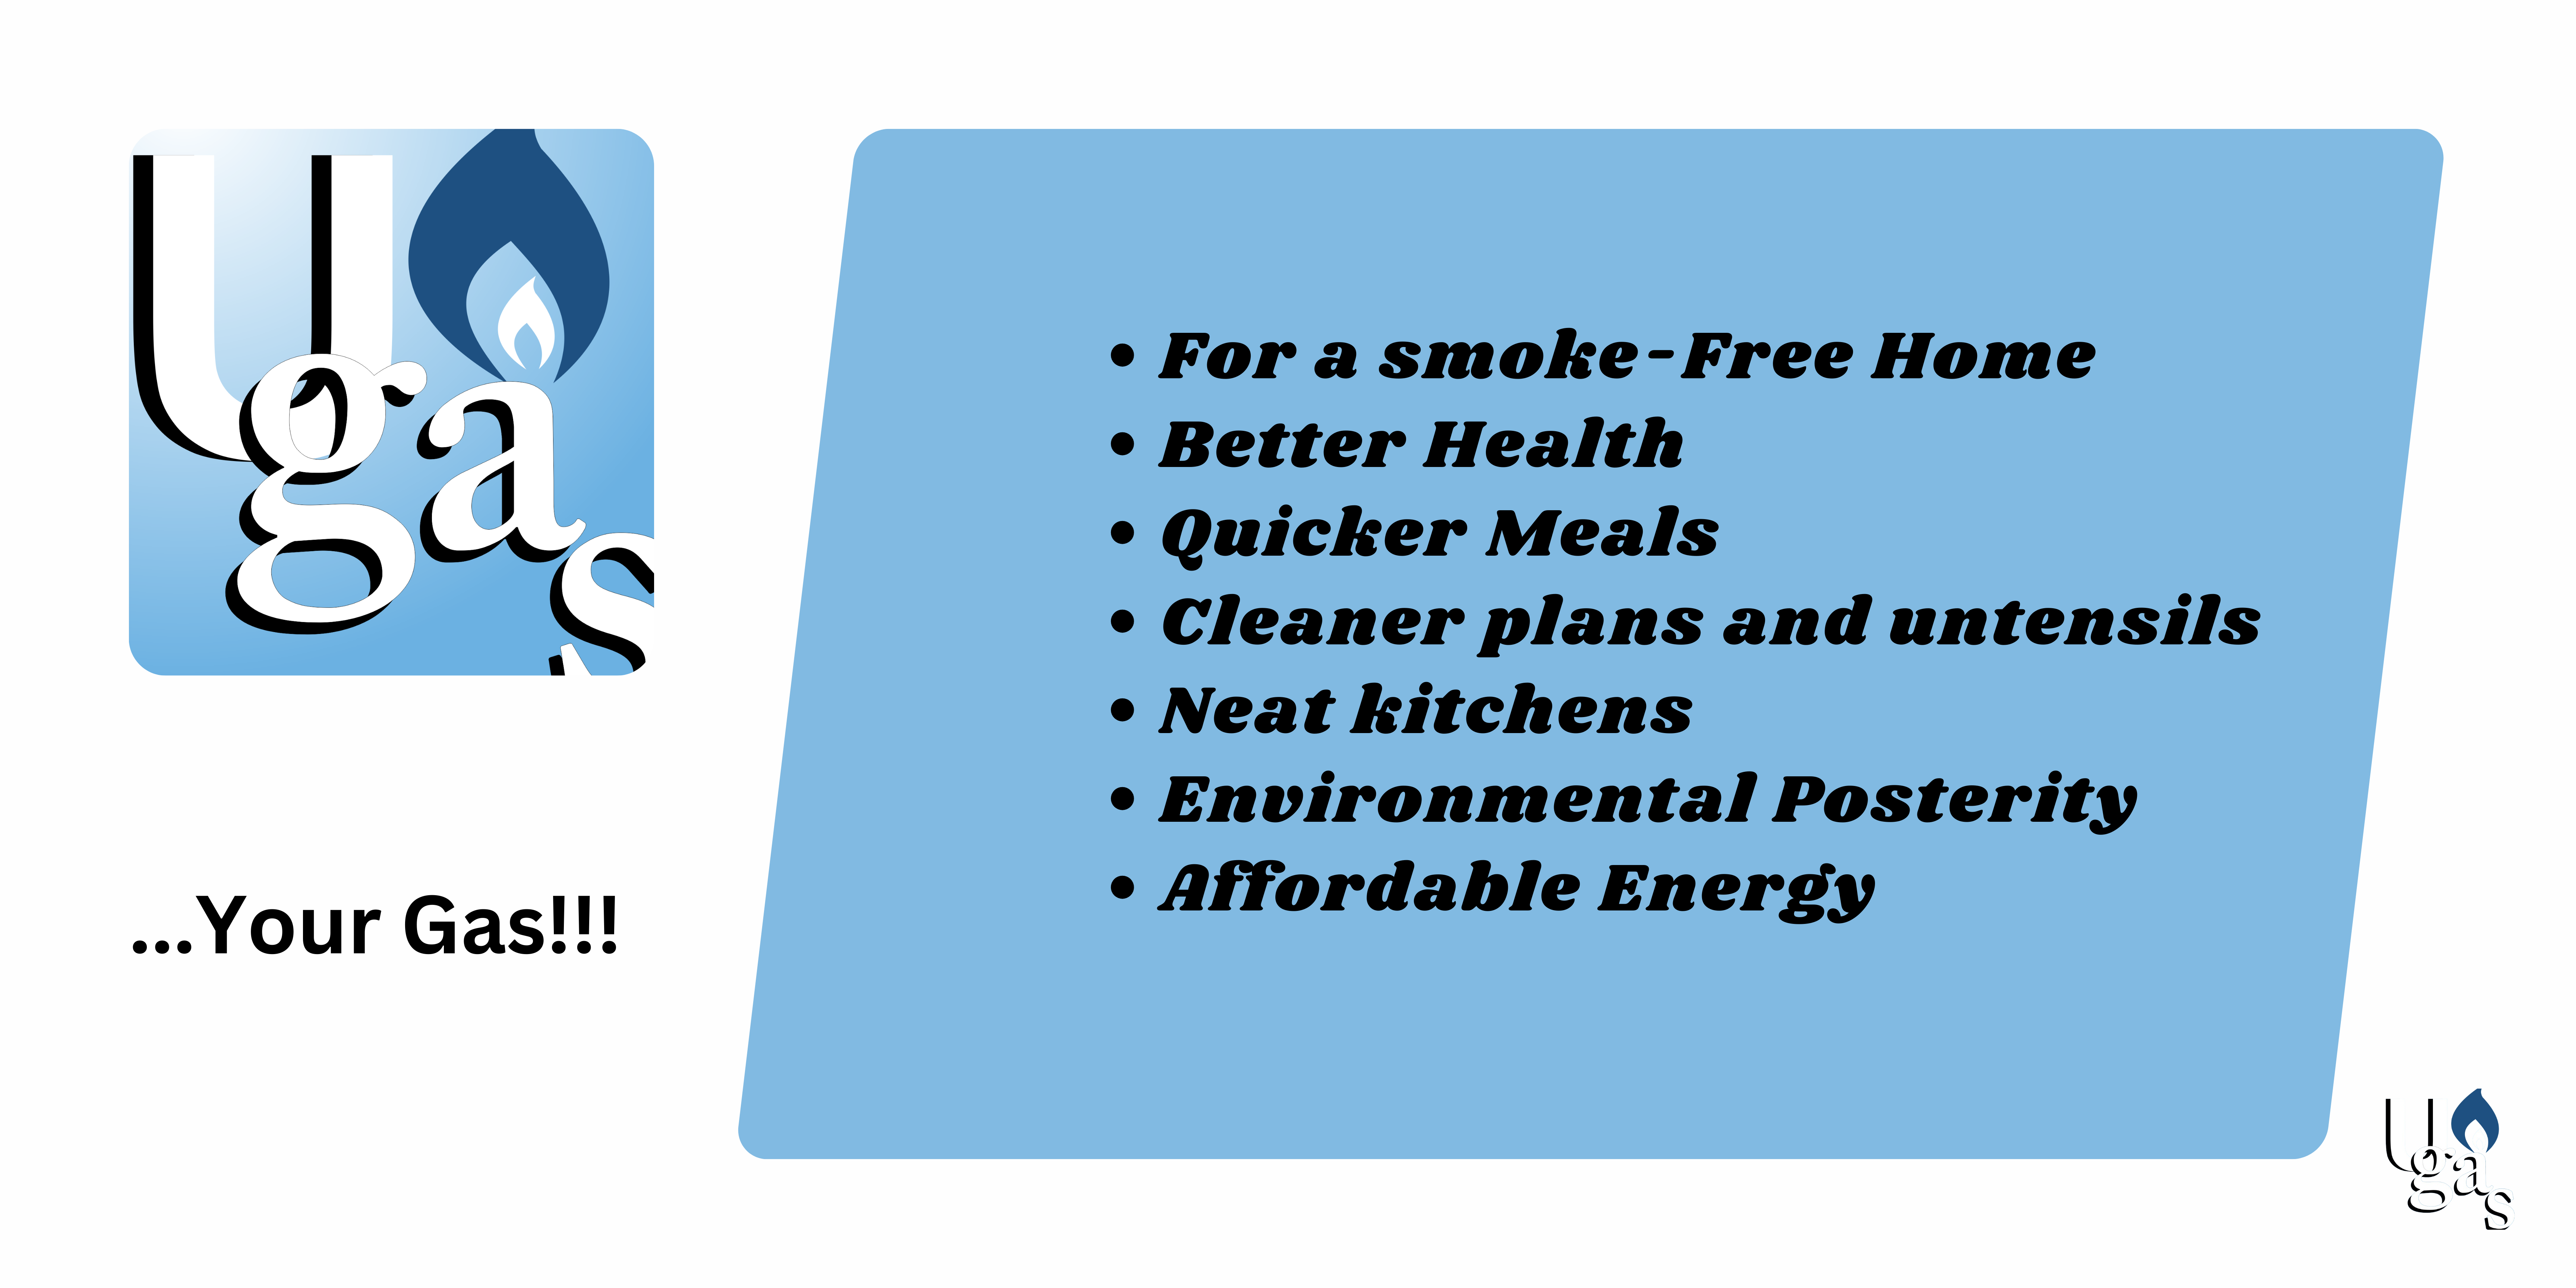 Ugas
...Your Gas!!!
• For a smoke-Free Home
• Better Health
• Quicker Meals
• Cleaner plans and untensils
• Neat kitchens
• Environmental Posterity
• Affordable Energy
Ugas